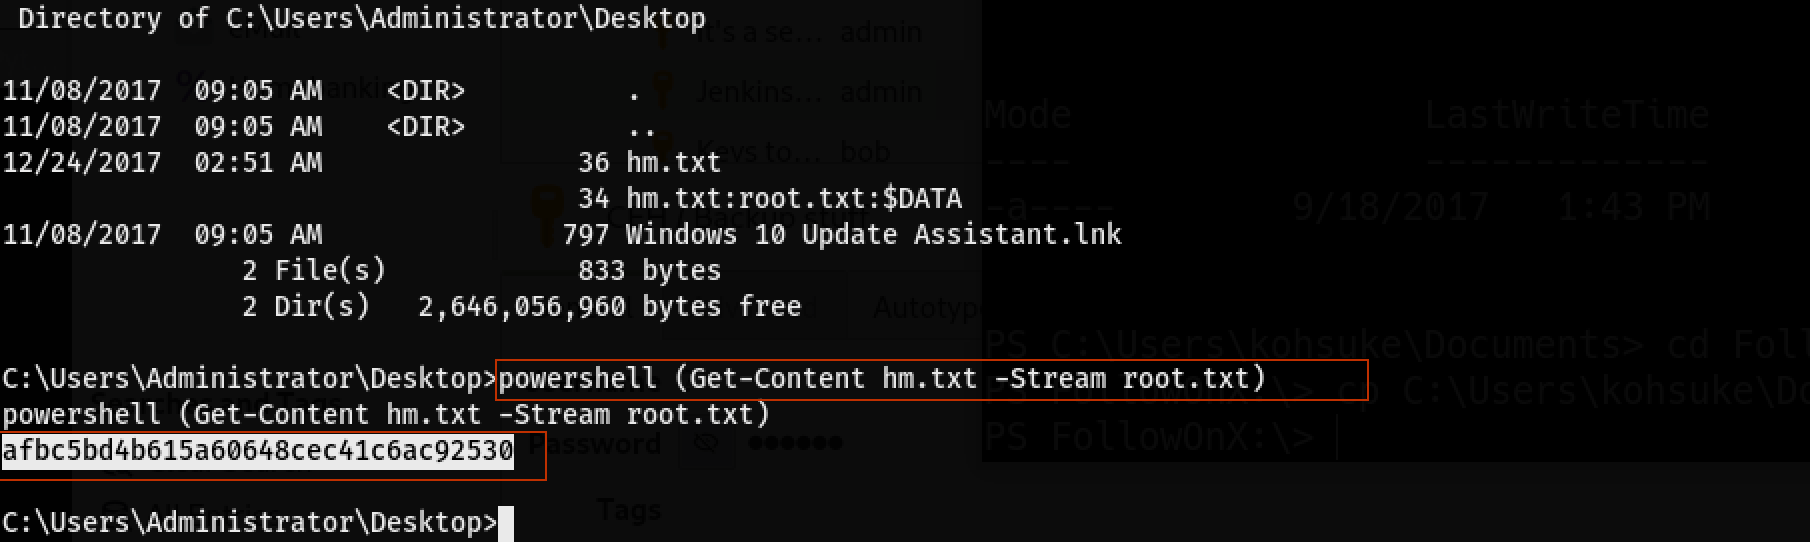 Directory of C:\Users\Administrator\Desktop
eMail
It's a se... admin
11/08/2017  09:05 AM    <DIR>          .
Jenkins... admin
Mode                LastWriteTime
11/08/2017  09:05 AM    <DIR>          ..
Keys to... bob
----                -------------
12/24/2017  02:51 AM                36 hm.txt
34 hm.txt:root.txt:$DATA
-a----        9/18/2017   1:43 PM
CEH / Backup stuff
11/08/2017  09:05 AM               797 Windows 10 Update Assistant.lnk
2 File(s)            833 bytes
2 Dir(s)   2,646,056,960 bytes free
PS C:\Users\kohsuke\Documents> cd Foll
C:\Users\Administrator\Desktop>powershell (Get-Content hm.txt -Stream root.txt)
cp C:\Users\kohsuke\Do
Searches and Tags
powershell (Get-Content hm.txt -Stream root.txt)
PS FollowOnX:\>
Password ●●●●●●
afbc5bd4b615a60648cec41c6ac92530
Tags
C:\Users\Administrator\Desktop>